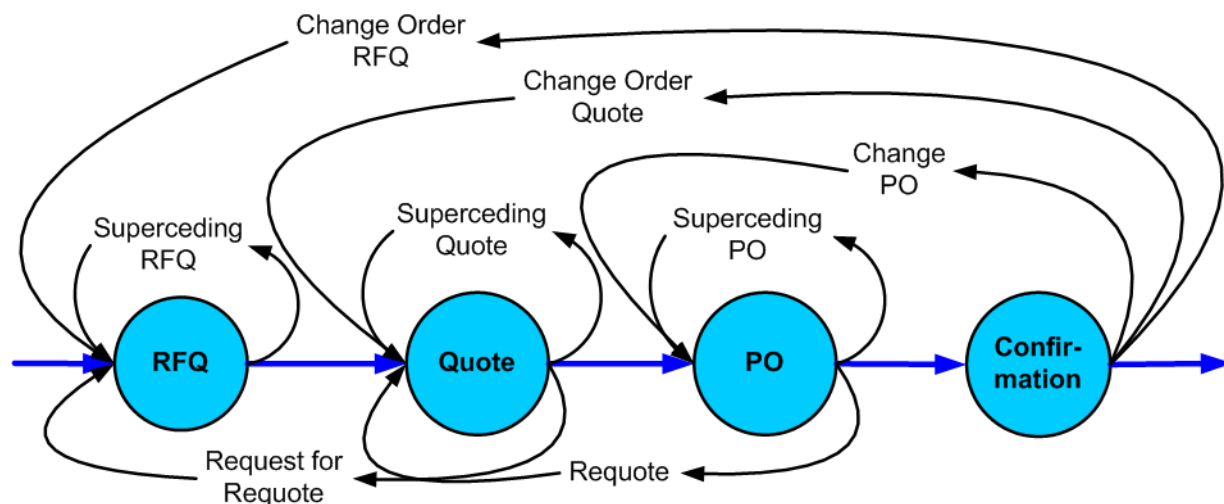 Change Order
RFQ
Change Order
Quote
Change
PO
Superceding
RFQ
Superceding
Quote
Superceding
PO
RFQ
Quote
PO
Confir-
mation
Request for
Requote
Requote